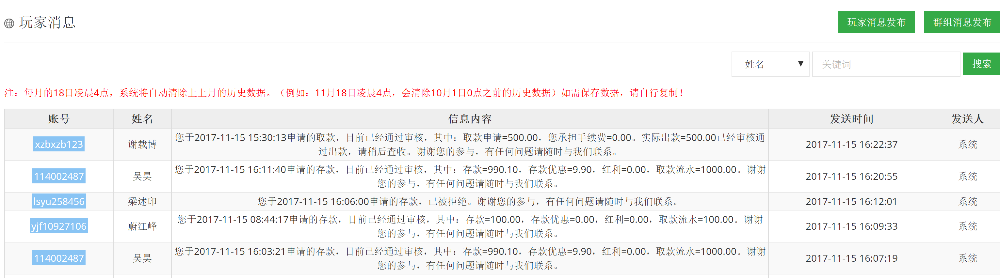 玩家消息
玩家消息发布
群组消息发布
姓名
关键词
搜索
注：每月的18日凌晨4点，系统将自动清除上上月的历史数据。（例如：11月18日凌晨4点，会清除10月1日0点之前的历史数据）如需保存数据，请自行复制！
账号 姓名 信息内容 发送时间 发送人
xzbxzb123 谢载博 您于2017-11-15 15:30:13申请的取款，目前已经通过审核，其中：取款申请=500.00，您承担手续费=0.00。实际出款=500.00已经审核通
过出款，请稍后查收。谢谢您的参与，有任何问题请随时与我们联系。 2017-11-15 16:22:37 系统
114002487 吴昊 您于2017-11-15 16:11:40申请的存款，目前已经通过审核，其中：存款=990.10，存款优惠=9.90，红利=0.00，取款流水=1000.00。谢谢
您的参与，有任何问题请随时与我们联系。 2017-11-15 16:20:55 系统
lsyu258456 梁述印 您于2017-11-15 16:06:00申请的存款，已被拒绝。谢谢您的参与，有任何问题请随时与我们联系。 2017-11-15 16:12:01 系统
yjf10927106 蔚江峰 您于2017-11-15 08:44:17申请的存款，目前已经通过审核，其中：存款=100.00，存款优惠=0.00，红利=0.00，取款流水=100.00。谢谢
您的参与，有任何问题请随时与我们联系。 2017-11-15 16:09:33 系统
114002487 吴昊 您于2017-11-15 16:03:21申请的存款，目前已经通过审核，其中：存款=990.10，存款优惠=9.90，红利=0.00，取款流水=1000.00。谢谢
您的参与，有任何问题请随时与我们联系。 2017-11-15 16:07:19 系统